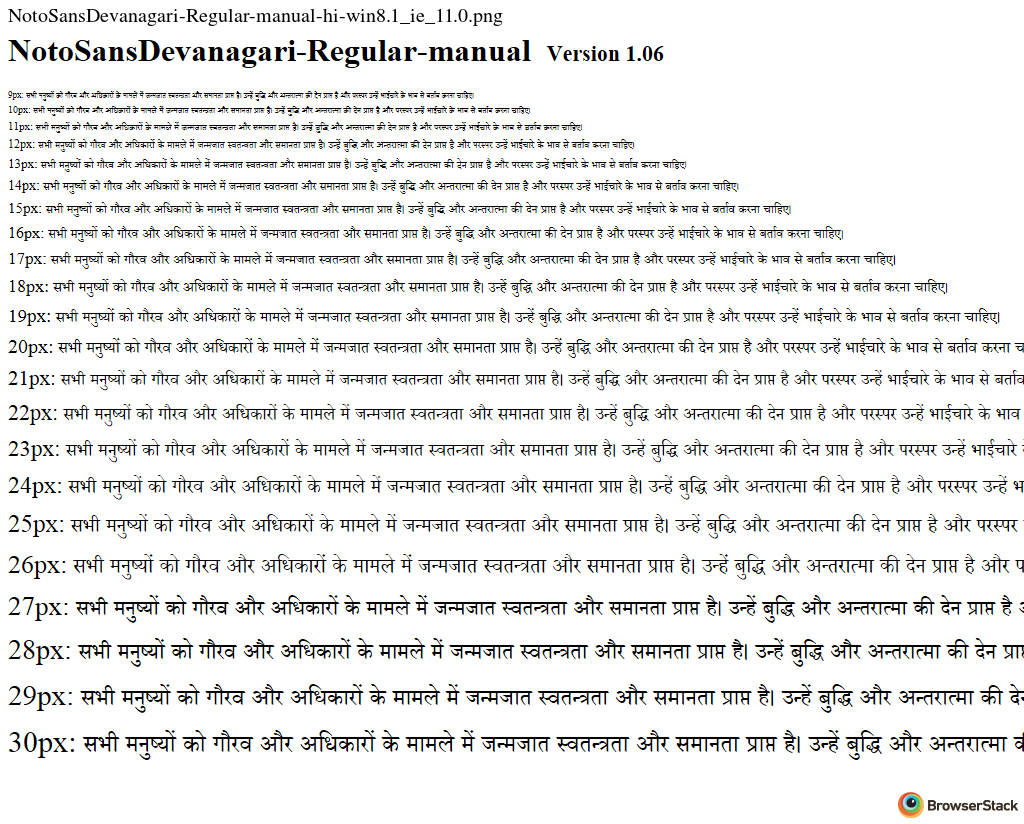 NotoSansDevanagari-Regular-manual-hi-win8.1_ie_11.0.png
NotoSansDevanagari-Regular-manual Version 1.06
9px: सभी मनुष्यों को गौरव और अधिकारों के मामले में जन्मजात स्वतन्त्रता और समानता प्राप्त है। उन्हें बुद्धि और अन्तरात्मा की देन प्राप्त है और परस्पर उन्हें भाईचारे के भाव से बर्ताव करना चाहिए।
10px: सभी मनुष्यों को गौरव और अधिकारों के मामले में जन्मजात स्वतन्त्रता और समानता प्राप्त है। उन्हें बुद्धि और अन्तरात्मा की देन प्राप्त है और परस्पर उन्हें भाईचारे के भाव से बर्ताव करना चाहिए।
11px: सभी मनुष्यों को गौरव और अधिकारों के मामले में जन्मजात स्वतन्त्रता और समानता प्राप्त है। उन्हें बुद्धि और अन्तरात्मा की देन प्राप्त है और परस्पर उन्हें भाईचारे के भाव से बर्ताव करना चाहिए।
12px: सभी मनुष्यों को गौरव और अधिकारों के मामले में जन्मजात स्वतन्त्रता और समानता प्राप्त है। उन्हें बुद्धि और अन्तरात्मा की देन प्राप्त है और परस्पर उन्हें भाईचारे के भाव से बर्ताव करना चाहिए।
13px: सभी मनुष्यों को गौरव और अधिकारों के मामले में जन्मजात स्वतन्त्रता और समानता प्राप्त है। उन्हें बुद्धि और अन्तरात्मा की देन प्राप्त है और परस्पर उन्हें भाईचारे के भाव से बर्ताव करना चाहिए।
14px: सभी मनुष्यों को गौरव और अधिकारों के मामले में जन्मजात स्वतन्त्रता और समानता प्राप्त है। उन्हें बुद्धि और अन्तरात्मा की देन प्राप्त है और परस्पर उन्हें भाईचारे के भाव से बर्ताव करना चाहिए।
15px: सभी मनुष्यों को गौरव और अधिकारों के मामले में जन्मजात स्वतन्त्रता और समानता प्राप्त है। उन्हें बुद्धि और अन्तरात्मा की देन प्राप्त है और परस्पर उन्हें भाईचारे के भाव से बर्ताव करना चाहिए।
16px: सभी मनुष्यों को गौरव और अधिकारों के मामले में जन्मजात स्वतन्त्रता और समानता प्राप्त है। उन्हें बुद्धि और अन्तरात्मा की देन प्राप्त है और परस्पर उन्हें भाईचारे के भाव से बर्ताव करना चाहिए।
17px: सभी मनुष्यों को गौरव और अधिकारों के मामले में जन्मजात स्वतन्त्रता और समानता प्राप्त है। उन्हें बुद्धि और अन्तरात्मा की देन प्राप्त है और परस्पर उन्हें भाईचारे के भाव से बर्ताव करना चाहिए।
18px: सभी मनुष्यों को गौरव और अधिकारों के मामले में जन्मजात स्वतन्त्रता और समानता प्राप्त है। उन्हें बुद्धि और अन्तरात्मा की देन प्राप्त है और परस्पर उन्हें भाईचारे के भाव से बर्ताव करना चाहिए।
19px: सभी मनुष्यों को गौरव और अधिकारों के मामले में जन्मजात स्वतन्त्रता और समानता प्राप्त है। उन्हें बुद्धि और अन्तरात्मा की देन प्राप्त है और परस्पर उन्हें भाईचारे के भाव से बर्ताव करना चाहिए।
20px: सभी मनुष्यों को गौरव और अधिकारों के मामले में जन्मजात स्वतन्त्रता और समानता प्राप्त है। उन्हें बुद्धि और अन्तरात्मा की देन प्राप्त है और परस्पर उन्हें भाईचारे के भाव से बर्ताव करना
21px: सभी मनुष्यों को गौरव और अधिकारों के मामले में जन्मजात स्वतन्त्रता और समानता प्राप्त है। उन्हें बुद्धि और अन्तरात्मा की देन प्राप्त है और परस्पर उन्हें भाईचारे के भाव से बर्ताव
22px: सभी मनुष्यों को गौरव और अधिकारों के मामले में जन्मजात स्वतन्त्रता और समानता प्राप्त है। उन्हें बुद्धि और अन्तरात्मा की देन प्राप्त है और परस्पर उन्हें भाईचारे के भाव
23px: सभी मनुष्यों को गौरव और अधिकारों के मामले में जन्मजात स्वतन्त्रता और समानता प्राप्त है। उन्हें बुद्धि और अन्तरात्मा की देन प्राप्त है और परस्पर उन्हें भाईचारे
24px: सभी मनुष्यों को गौरव और अधिकारों के मामले में जन्मजात स्वतन्त्रता और समानता प्राप्त है। उन्हें बुद्धि और अन्तरात्मा की देन प्राप्त है और परस्पर उन्हें
25px: सभी मनुष्यों को गौरव और अधिकारों के मामले में जन्मजात स्वतन्त्रता और समानता प्राप्त है। उन्हें बुद्धि और अन्तरात्मा की देन प्राप्त है और परस्पर
26px: सभी मनुष्यों को गौरव और अधिकारों के मामले में जन्मजात स्वतन्त्रता और समानता प्राप्त है। उन्हें बुद्धि और अन्तरात्मा की देन प्राप्त है और
27px: सभी मनुष्यों को गौरव और अधिकारों के मामले में जन्मजात स्वतन्त्रता और समानता प्राप्त है। उन्हें बुद्धि और अन्तरात्मा की देन प्राप्त है
28px: सभी मनुष्यों को गौरव और अधिकारों के मामले में जन्मजात स्वतन्त्रता और समानता प्राप्त है। उन्हें बुद्धि और अन्तरात्मा की देन
29px: सभी मनुष्यों को गौरव और अधिकारों के मामले में जन्मजात स्वतन्त्रता और समानता प्राप्त है। उन्हें बुद्धि और अन्तरात्मा की
30px: सभी मनुष्यों को गौरव और अधिकारों के मामले में जन्मजात स्वतन्त्रता और समानता प्राप्त है। उन्हें बुद्धि और अन्तरात्मा
BrowserStack